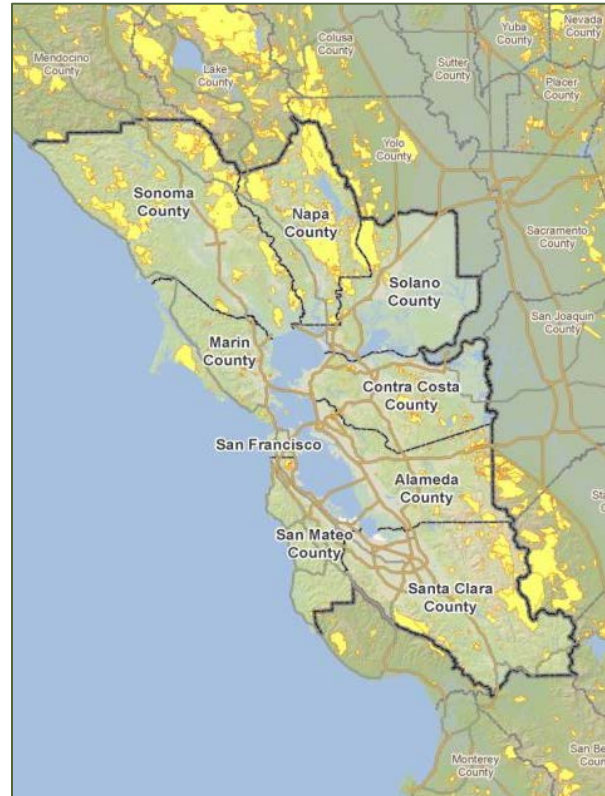 Mendocino
County
Lake
County
Colusa
County
Yuba
County
Nevada
County
Sutter
County
Placer
County
Yolo
County
Sonoma
County
Napa
County
Sacramento
County
Solano
County
San Joaquin
County
Marin
County
Contra Costa
County
San Francisco
Alameda
County
San Mateo
County
Santa Clara
County
Monterey
County